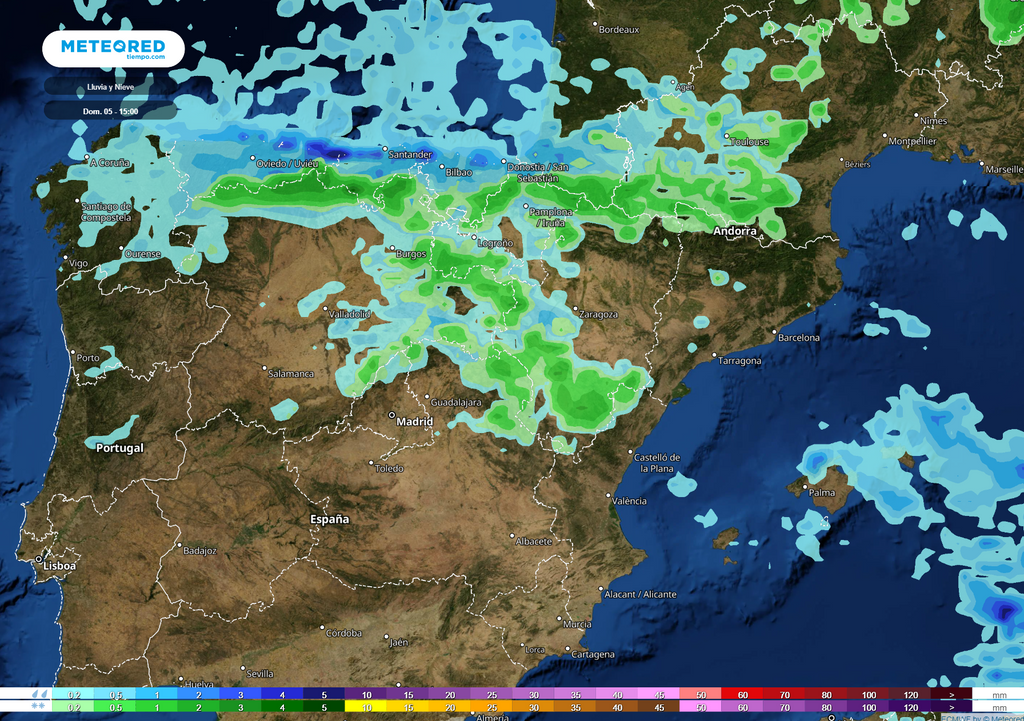 METEORED
tiempo.com
Lluvia y Nieve
Dom. 05 - 15:00
Bordeaux
Agen
Nîmes
Toulouse
Montpellier
Béziers
Marseille
A Coruña
Oviedo / Uviéu
Santander
Bilbao
Donostia / San
Sebastián
Santiago de
Compostela
Pamplona
/ Iruña
Andorra
Ourense
Vigo
Burgos
Logroño
Valladolid
Zaragoza
Barcelona
Porto
Tarragona
Salamanca
Guadalajara
Madrid
Portugal
Toledo
Castelló de
la Plana
Palma
València
España
Albacete
Badajoz
Lisboa
Alacant / Alicante
Murcia
Córdoba
Jaén
Lorca
Cartagena
Sevilla
Huelva
0.2 0.5 1 2 3 4 5 10 15 20 25 30 35 40 45 50 60 70 80 100 120 > mm
0.2 0.5 1 2 3 4 5 10 15 20 25 30 35 40 45 50 60 70 80 100 120 > mm
Almería
ECMWF by © Meteored